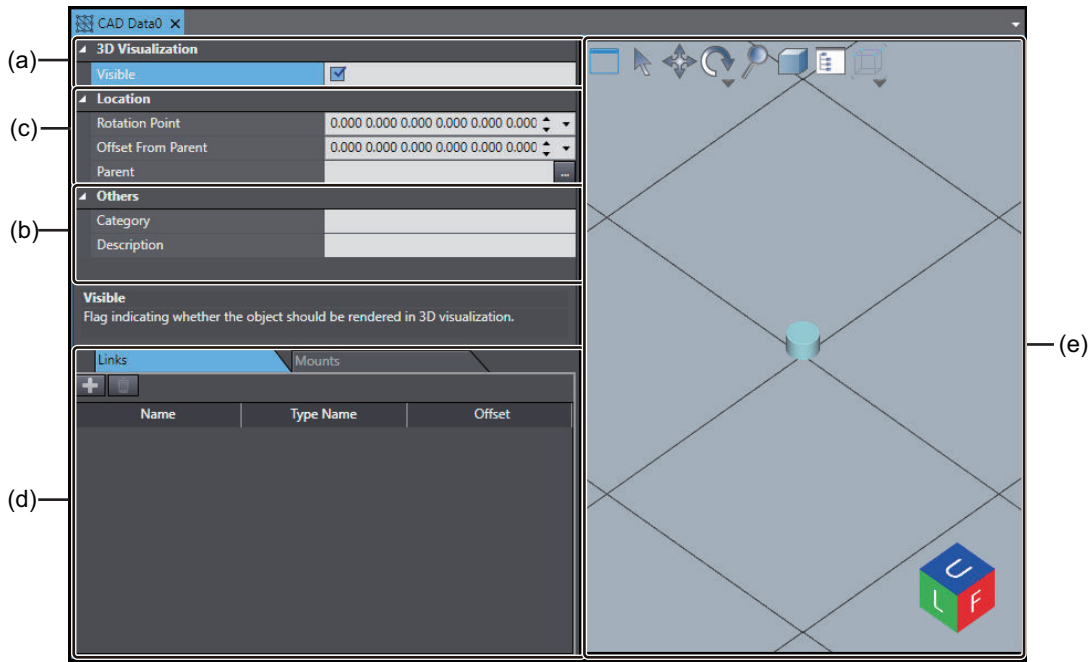 CAD Data0
(a)
3D Visualization
Visible
(c)
Location
Rotation Point 0.000 0.000 0.000 0.000 0.000 0.000
Offset From Parent 0.000 0.000 0.000 0.000 0.000 0.000
Parent ...
(b)
Others
Category
Description
Visible
Flag indicating whether the object should be rendered in 3D visualization.
(d)
Links Mounts
Name Type Name Offset
(e)
U
L F